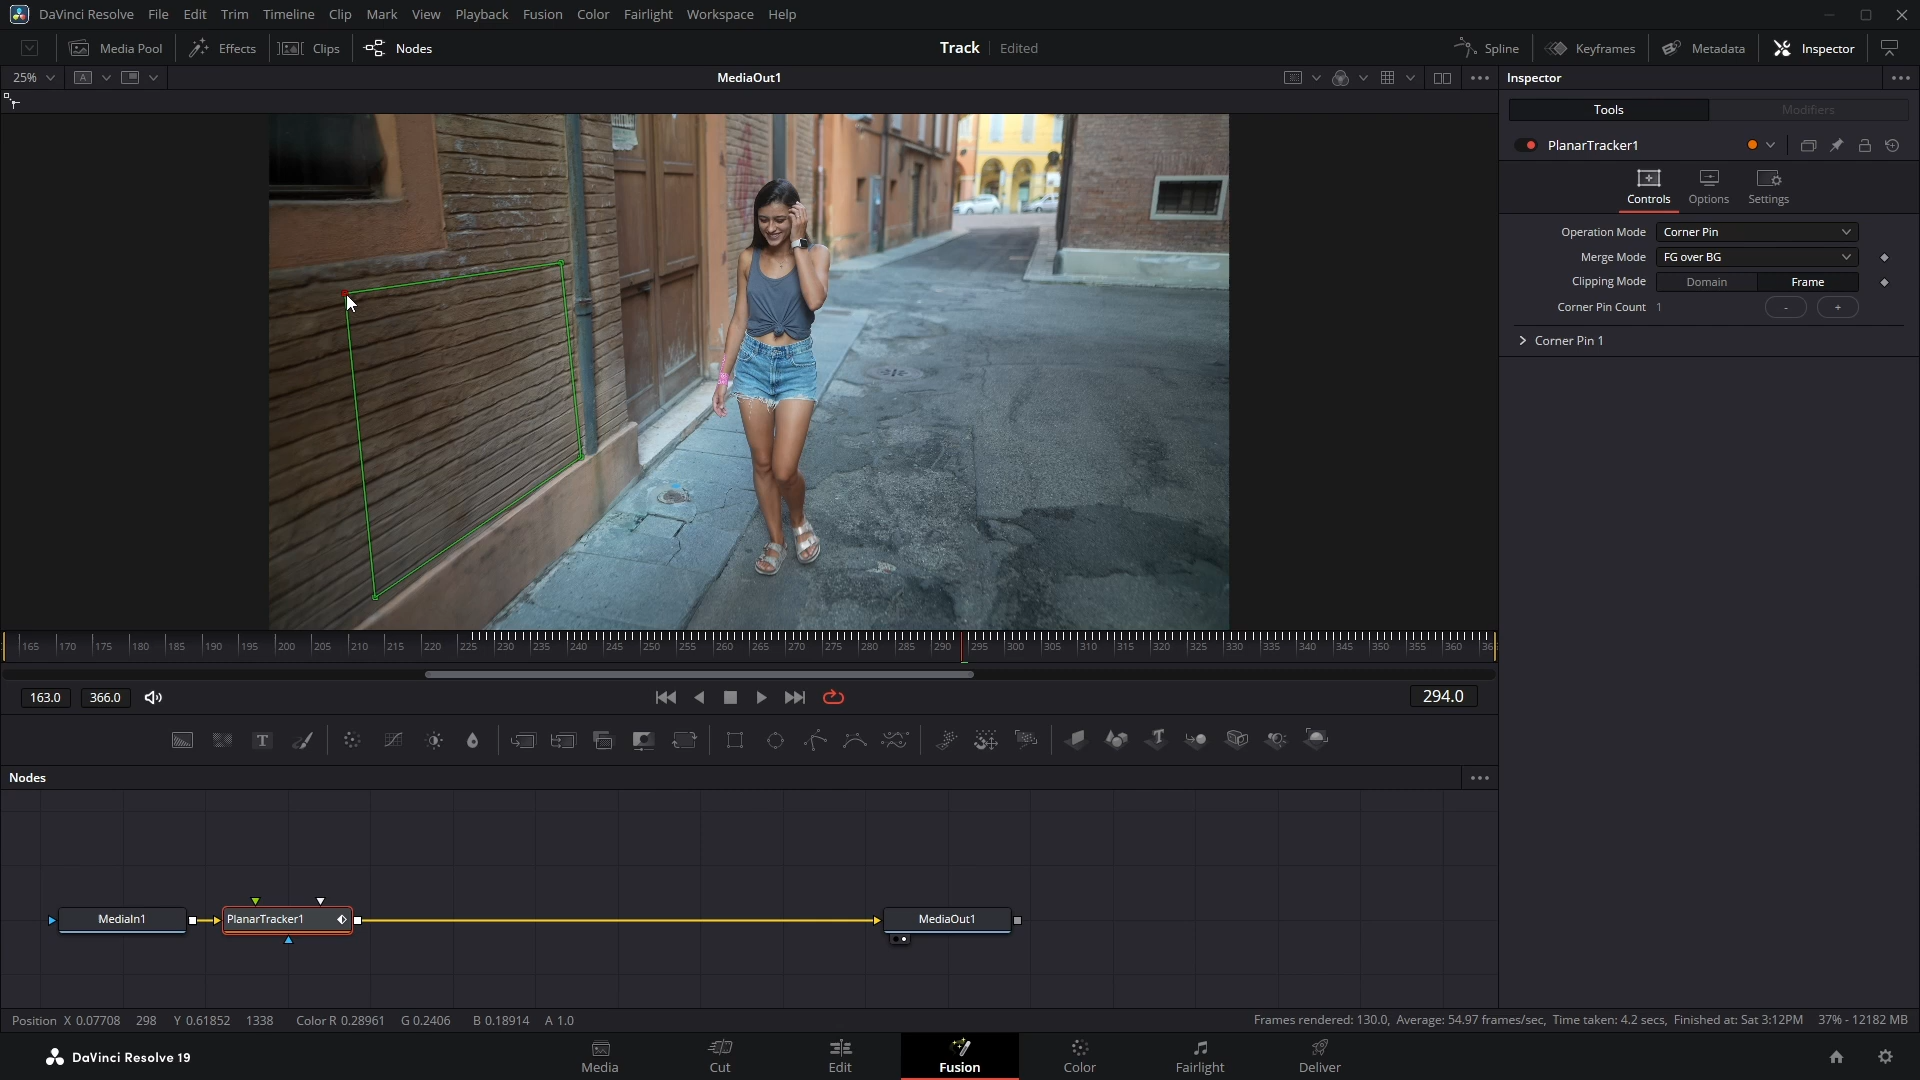 DaVinci Resolve File Edit Trim Timeline Clip Mark View Playback Fusion Color Fairlight Workspace Help
Media Pool Effects Clips Nodes Track Edited Spline Keyframes Metadata Inspector
25% A MediaOut1 Inspector
Tools Modifiers
PlanarTracker1
Controls Options Settings
Operation Mode Corner Pin
Merge Mode FG over BG
Clipping Mode Domain Frame
Corner Pin Count 1 - +
Corner Pin 1
165 170 175 180 185 190 195 200 205 210 215 220 225 230 235 240 245 250 255 260 265 270 275 280 285 290 295 300 305 310 315 320 325 330 335 340 345 350 355 360
163.0 366.0 294.0
T
Nodes
MediaIn1 PlanarTracker1 MediaOut1
Position X 0.07708 298 Y 0.61852 1338 Color R 0.28961 G 0.2406 B 0.18914 A 1.0 Frames rendered: 130.0, Average: 54.97 frames/sec, Time taken: 4.2 secs, Finished at: Sat 3:12PM 37% - 12182 MB
DaVinci Resolve 19 Media Cut Edit Fusion Color Fairlight Deliver